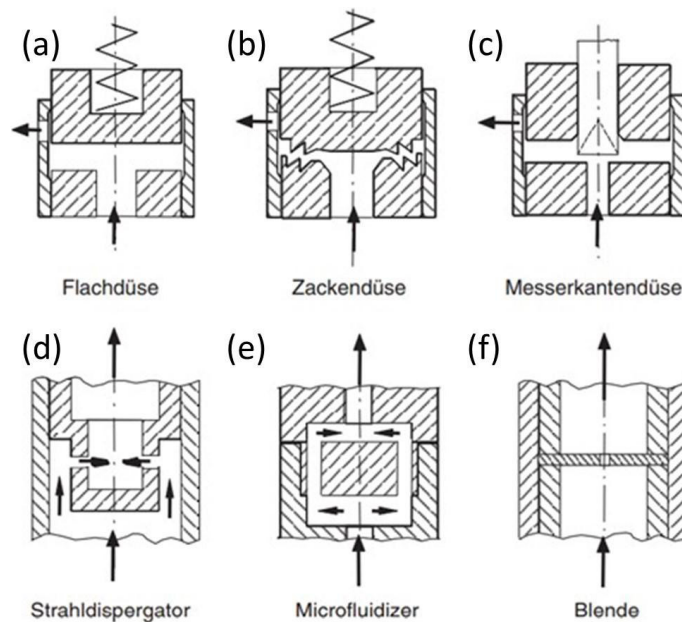 (a)
(b)
(c)
Flachdüse
Zackendüse
Messerkantendüse
(d)
(e)
(f)
Strahldispergator
Microfluidizer
Blende